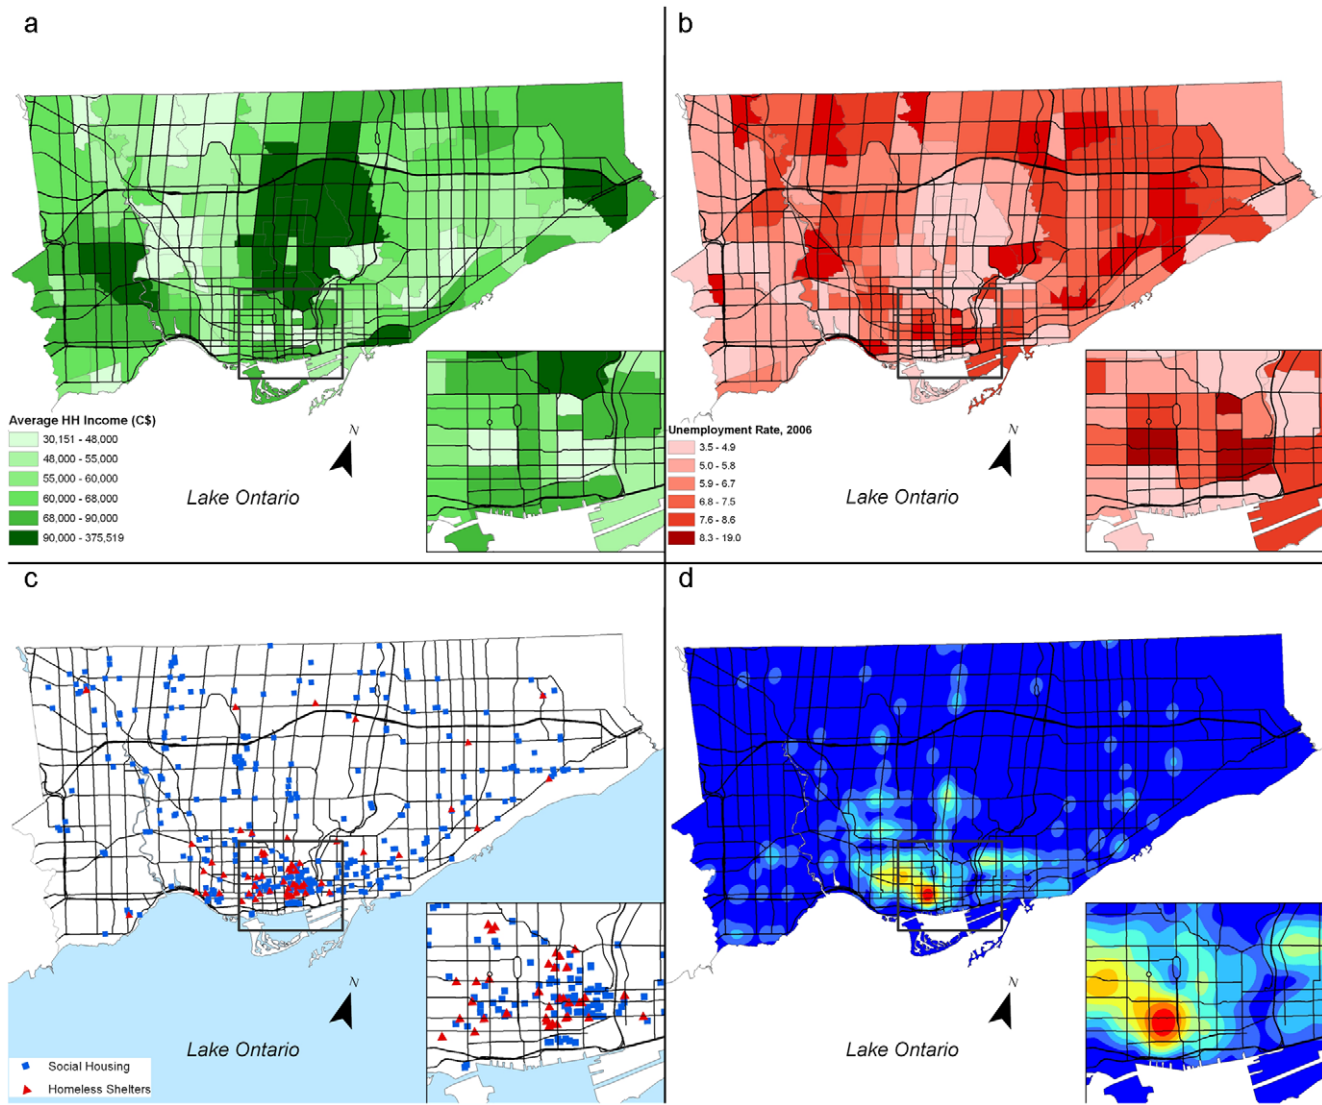 a
b
N
Average HH Income (C$)
30,151 - 48,000
48,000 - 55,000
55,000 - 60,000
60,000 - 68,000
68,000 - 90,000
90,000 - 375,519
Lake Ontario
N
Unemployment Rate, 2006
3.5 - 4.9
5.0 - 5.8
5.9 - 6.7
6.8 - 7.5
7.6 - 8.6
8.3 - 19.0
Lake Ontario
c
d
N
Lake Ontario
Social Housing
Homeless Shelters
N
Lake Ontario